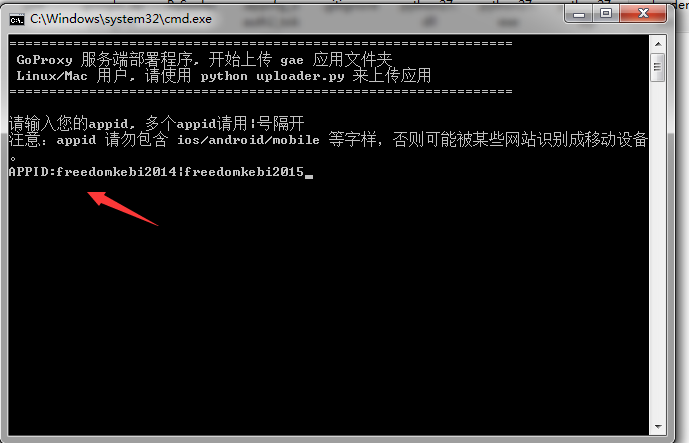 C:\Windows\system32\cmd.exe
================================================================
GoProxy 服务端部署程序, 开始上传 gae 应用文件夹
Linux/Mac 用户, 请使用 python uploader.py 来上传应用
================================================================
请输入您的appid, 多个appid请用|号隔开
注意: appid 请勿包含 ios/android/mobile 等字样, 否则可能被某些网站识别成移动设备
。
APPID:freedomkebi2014|freedomkebi2015